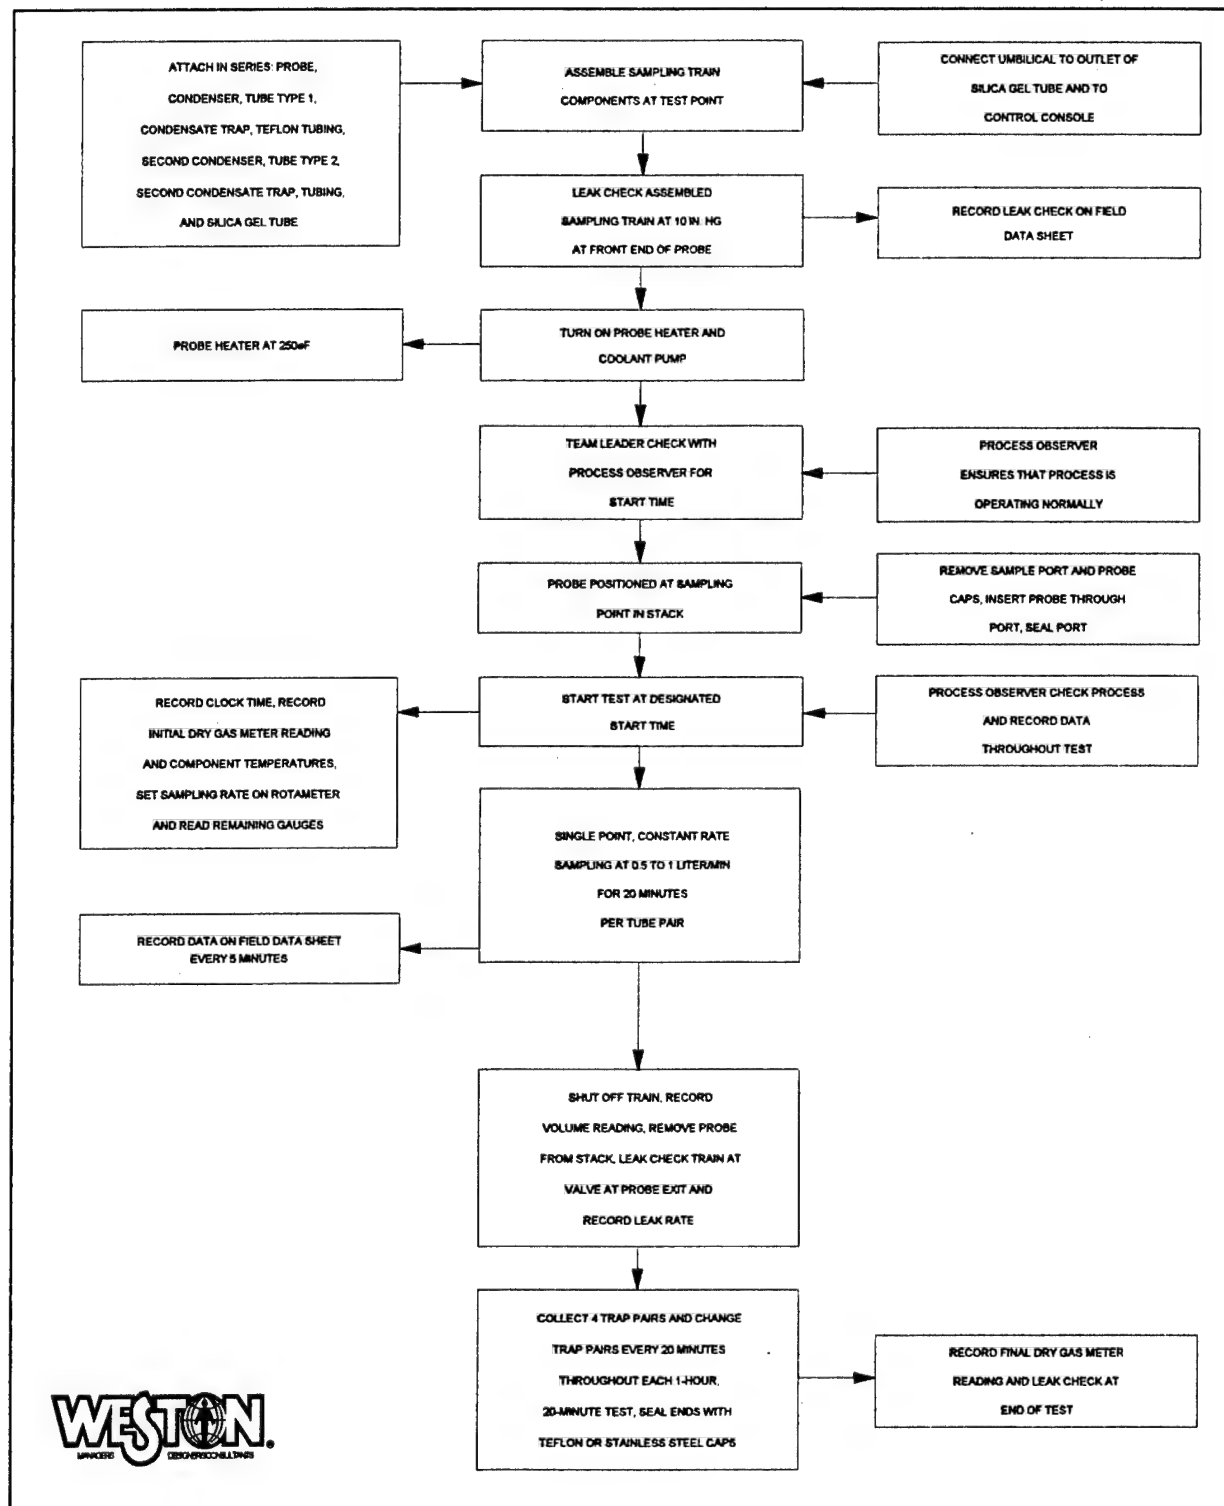 ATTACH IN SERIES: PROBE,
CONDENSER, TUBE TYPE 1,
CONDENSATE TRAP, TEFLON TUBING,
SECOND CONDENSER, TUBE TYPE 2,
SECOND CONDENSATE TRAP, TUBING,
AND SILICA GEL TUBE
ASSEMBLE SAMPLING TRAIN
COMPONENTS AT TEST POINT
CONNECT UMBILICAL TO OUTLET OF
SILICA GEL TUBE AND TO
CONTROL CONSOLE
LEAK CHECK ASSEMBLED
SAMPLING TRAIN AT 10 IN. HG
AT FRONT END OF PROBE
RECORD LEAK CHECK ON FIELD
DATA SHEET
PROBE HEATER AT 250øF
TURN ON PROBE HEATER AND
COOLANT PUMP
TEAM LEADER CHECK WITH
PROCESS OBSERVER FOR
START TIME
PROCESS OBSERVER
ENSURES THAT PROCESS IS
OPERATING NORMALLY
PROBE POSITIONED AT SAMPLING
POINT IN STACK
REMOVE SAMPLE PORT AND PROBE
CAPS, INSERT PROBE THROUGH
PORT, SEAL PORT
RECORD CLOCK TIME, RECORD
INITIAL DRY GAS METER READING
AND COMPONENT TEMPERATURES,
SET SAMPLING RATE ON ROTAMETER
AND READ REMAINING GAUGES
START TEST AT DESIGNATED
START TIME
PROCESS OBSERVER CHECK PROCESS
AND RECORD DATA
THROUGHOUT TEST
SINGLE POINT, CONSTANT RATE
SAMPLING AT 0.5 TO 1 LITER/MIN
FOR 20 MINUTES
PER TUBE PAIR
RECORD DATA ON FIELD DATA SHEET
EVERY 5 MINUTES
SHUT OFF TRAIN, RECORD
VOLUME READING, REMOVE PROBE
FROM STACK, LEAK CHECK TRAIN AT
VALVE AT PROBE EXIT AND
RECORD LEAK RATE
COLLECT 4 TRAP PAIRS AND CHANGE
TRAP PAIRS EVERY 20 MINUTES
THROUGHOUT EACH 1-HOUR,
20-MINUTE TEST, SEAL ENDS WITH
TEFLON OR STAINLESS STEEL CAPS
RECORD FINAL DRY GAS METER
READING AND LEAK CHECK AT
END OF TEST
WESTON®
MANAGERS DESIGNERS/CONSULTANTS